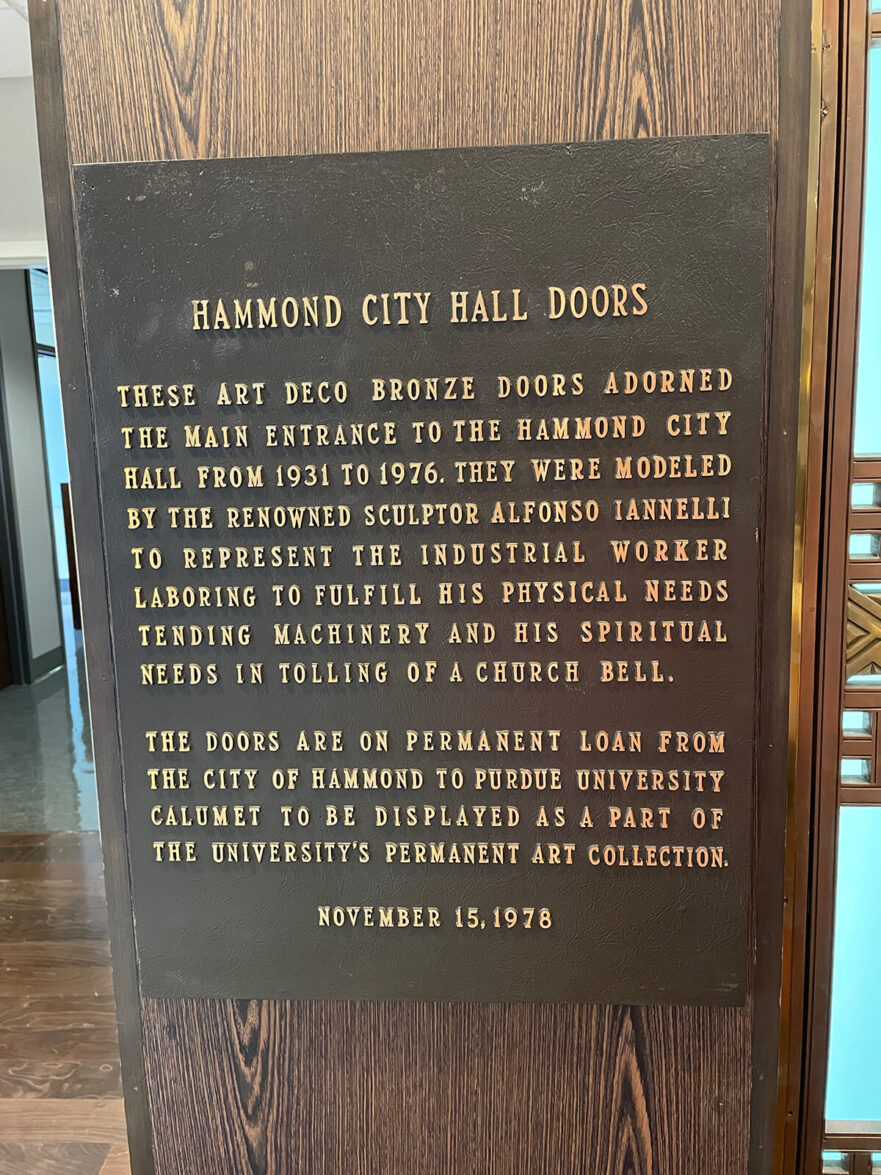 HAMMOND CITY HALL DOORS
THESE ART DECO BRONZE DOORS ADORNED
THE MAIN ENTRANCE TO THE HAMMOND CITY
HALL FROM 1931 TO 1976. THEY WERE MODELED
BY THE RENOWNED SCULPTOR ALFONSO IANNELLI
TO REPRESENT THE INDUSTRIAL WORKER
LABORING TO FULFILL HIS PHYSICAL NEEDS
TENDING MACHINERY AND HIS SPIRITUAL
NEEDS IN TOLLING OF A CHURCH BELL.
THE DOORS ARE ON PERMANENT LOAN FROM
THE CITY OF HAMMOND TO PURDUE UNIVERSITY
CALUMET TO BE DISPLAYED AS A PART OF
THE UNIVERSITY'S PERMANENT ART COLLECTION.
NOVEMBER 15, 1978